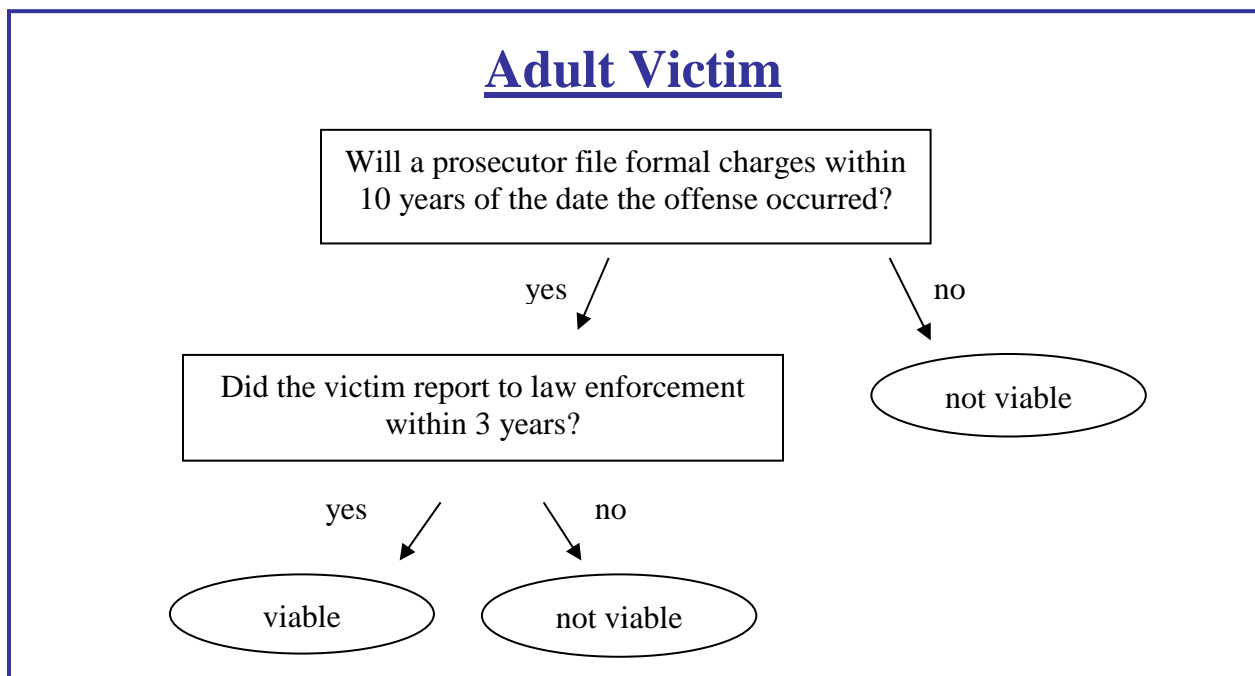 Adult Victim
Will a prosecutor file formal charges within
10 years of the date the offense occurred?
yes
no
Did the victim report to law enforcement
within 3 years?
not viable
yes
no
viable
not viable